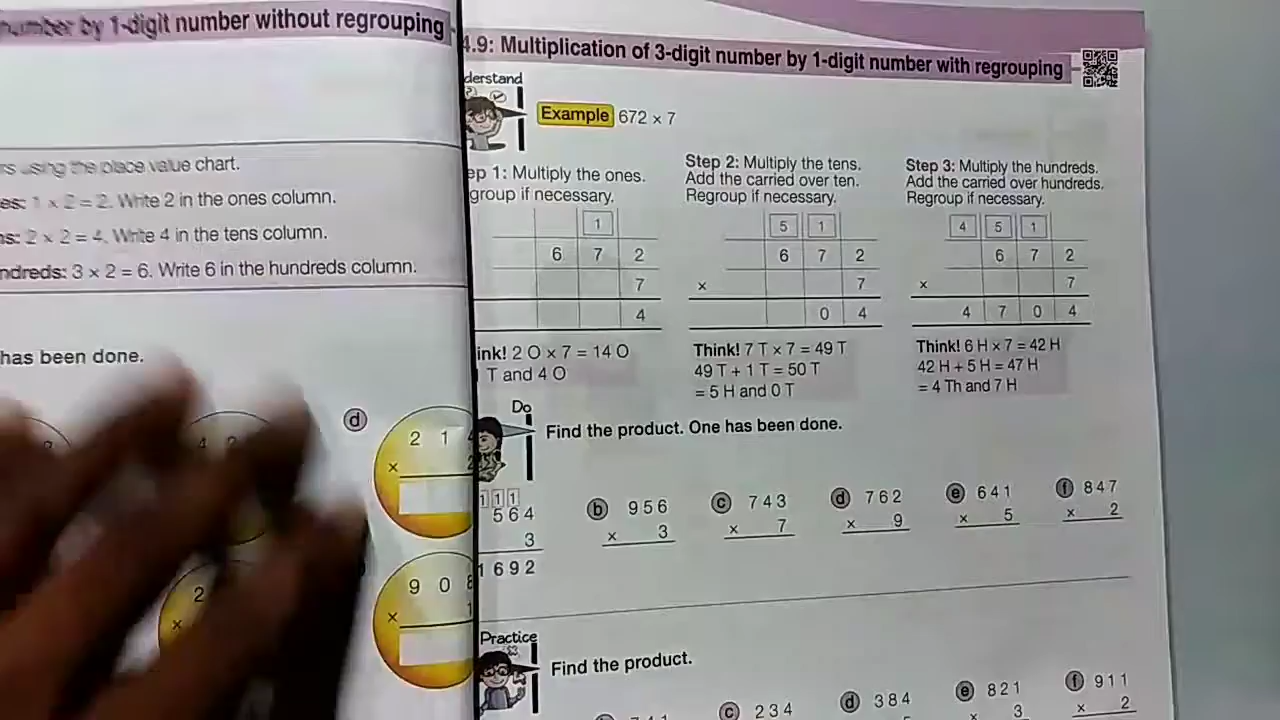 number by 1-digit number without regrouping
using the place value chart.
1 × 2 = 2. Write 2 in the ones column.
2 × 2 = 4. Write 4 in the tens column.
3 × 2 = 6. Write 6 in the hundreds column.
has been done.
d
2 1
×
9 0 8
×
1
2
×
4.9: Multiplication of 3-digit number by 1-digit number with regrouping
derstand
Example 672 × 7
ep 1: Multiply the ones.
group if necessary.
1
6 7 2
7
4
ink! 2 O × 7 = 14 O
T and 4 O
Step 2: Multiply the tens.
Add the carried over ten.
Regroup if necessary.
5 1
6 7 2
× 7
0 4
Think! 7 T × 7 = 49 T
49 T + 1 T = 50 T
= 5 H and 0 T
Step 3: Multiply the hundreds.
Add the carried over hundreds.
Regroup if necessary.
4 5 1
6 7 2
× 7
4 7 0 4
Think! 6 H × 7 = 42 H
42 H + 5 H = 47 H
= 4 Th and 7 H
Do
Find the product. One has been done.
1 1 1
5 6 4
3
1 6 9 2
b 9 5 6
× 3
c 7 4 3
× 7
d 7 6 2
× 9
e 6 4 1
× 5
f 8 4 7
× 2
Practice
Find the product.
c 2 3 4
d 3 8 4
e 8 2 1
× 3
f 9 1 1
× 2